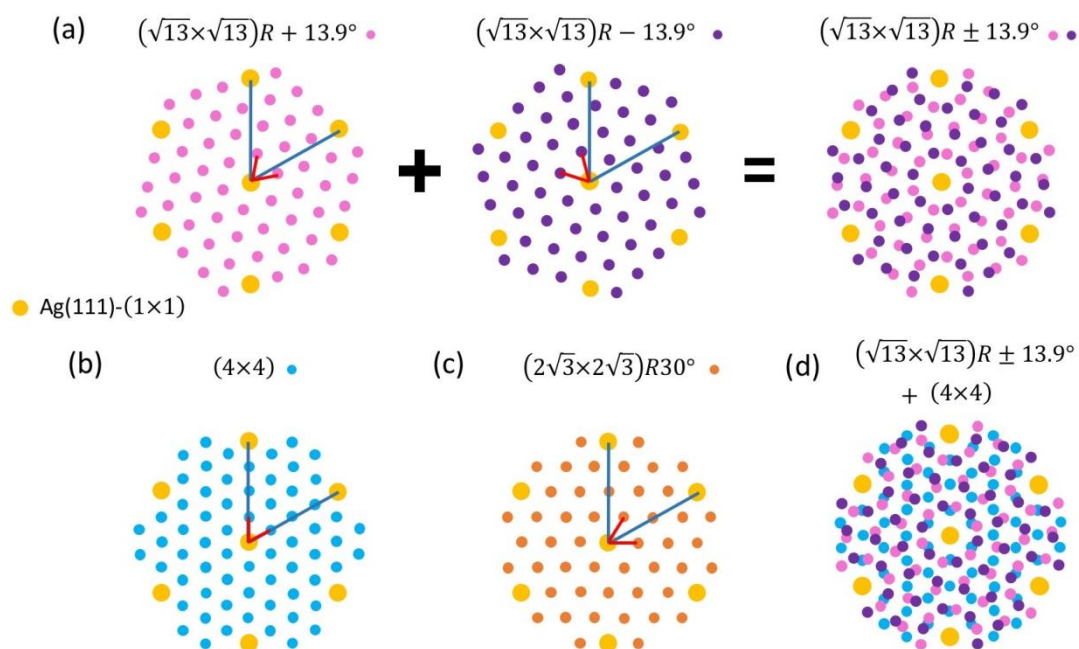 (a) (√13×√13)R + 13.9° (√13×√13)R − 13.9° (√13×√13)R ± 13.9°
+ =
Ag(111)-(1×1)
(b) (4×4) (c) (2√3×2√3)R30° (d) (√13×√13)R ± 13.9°
+ (4×4)